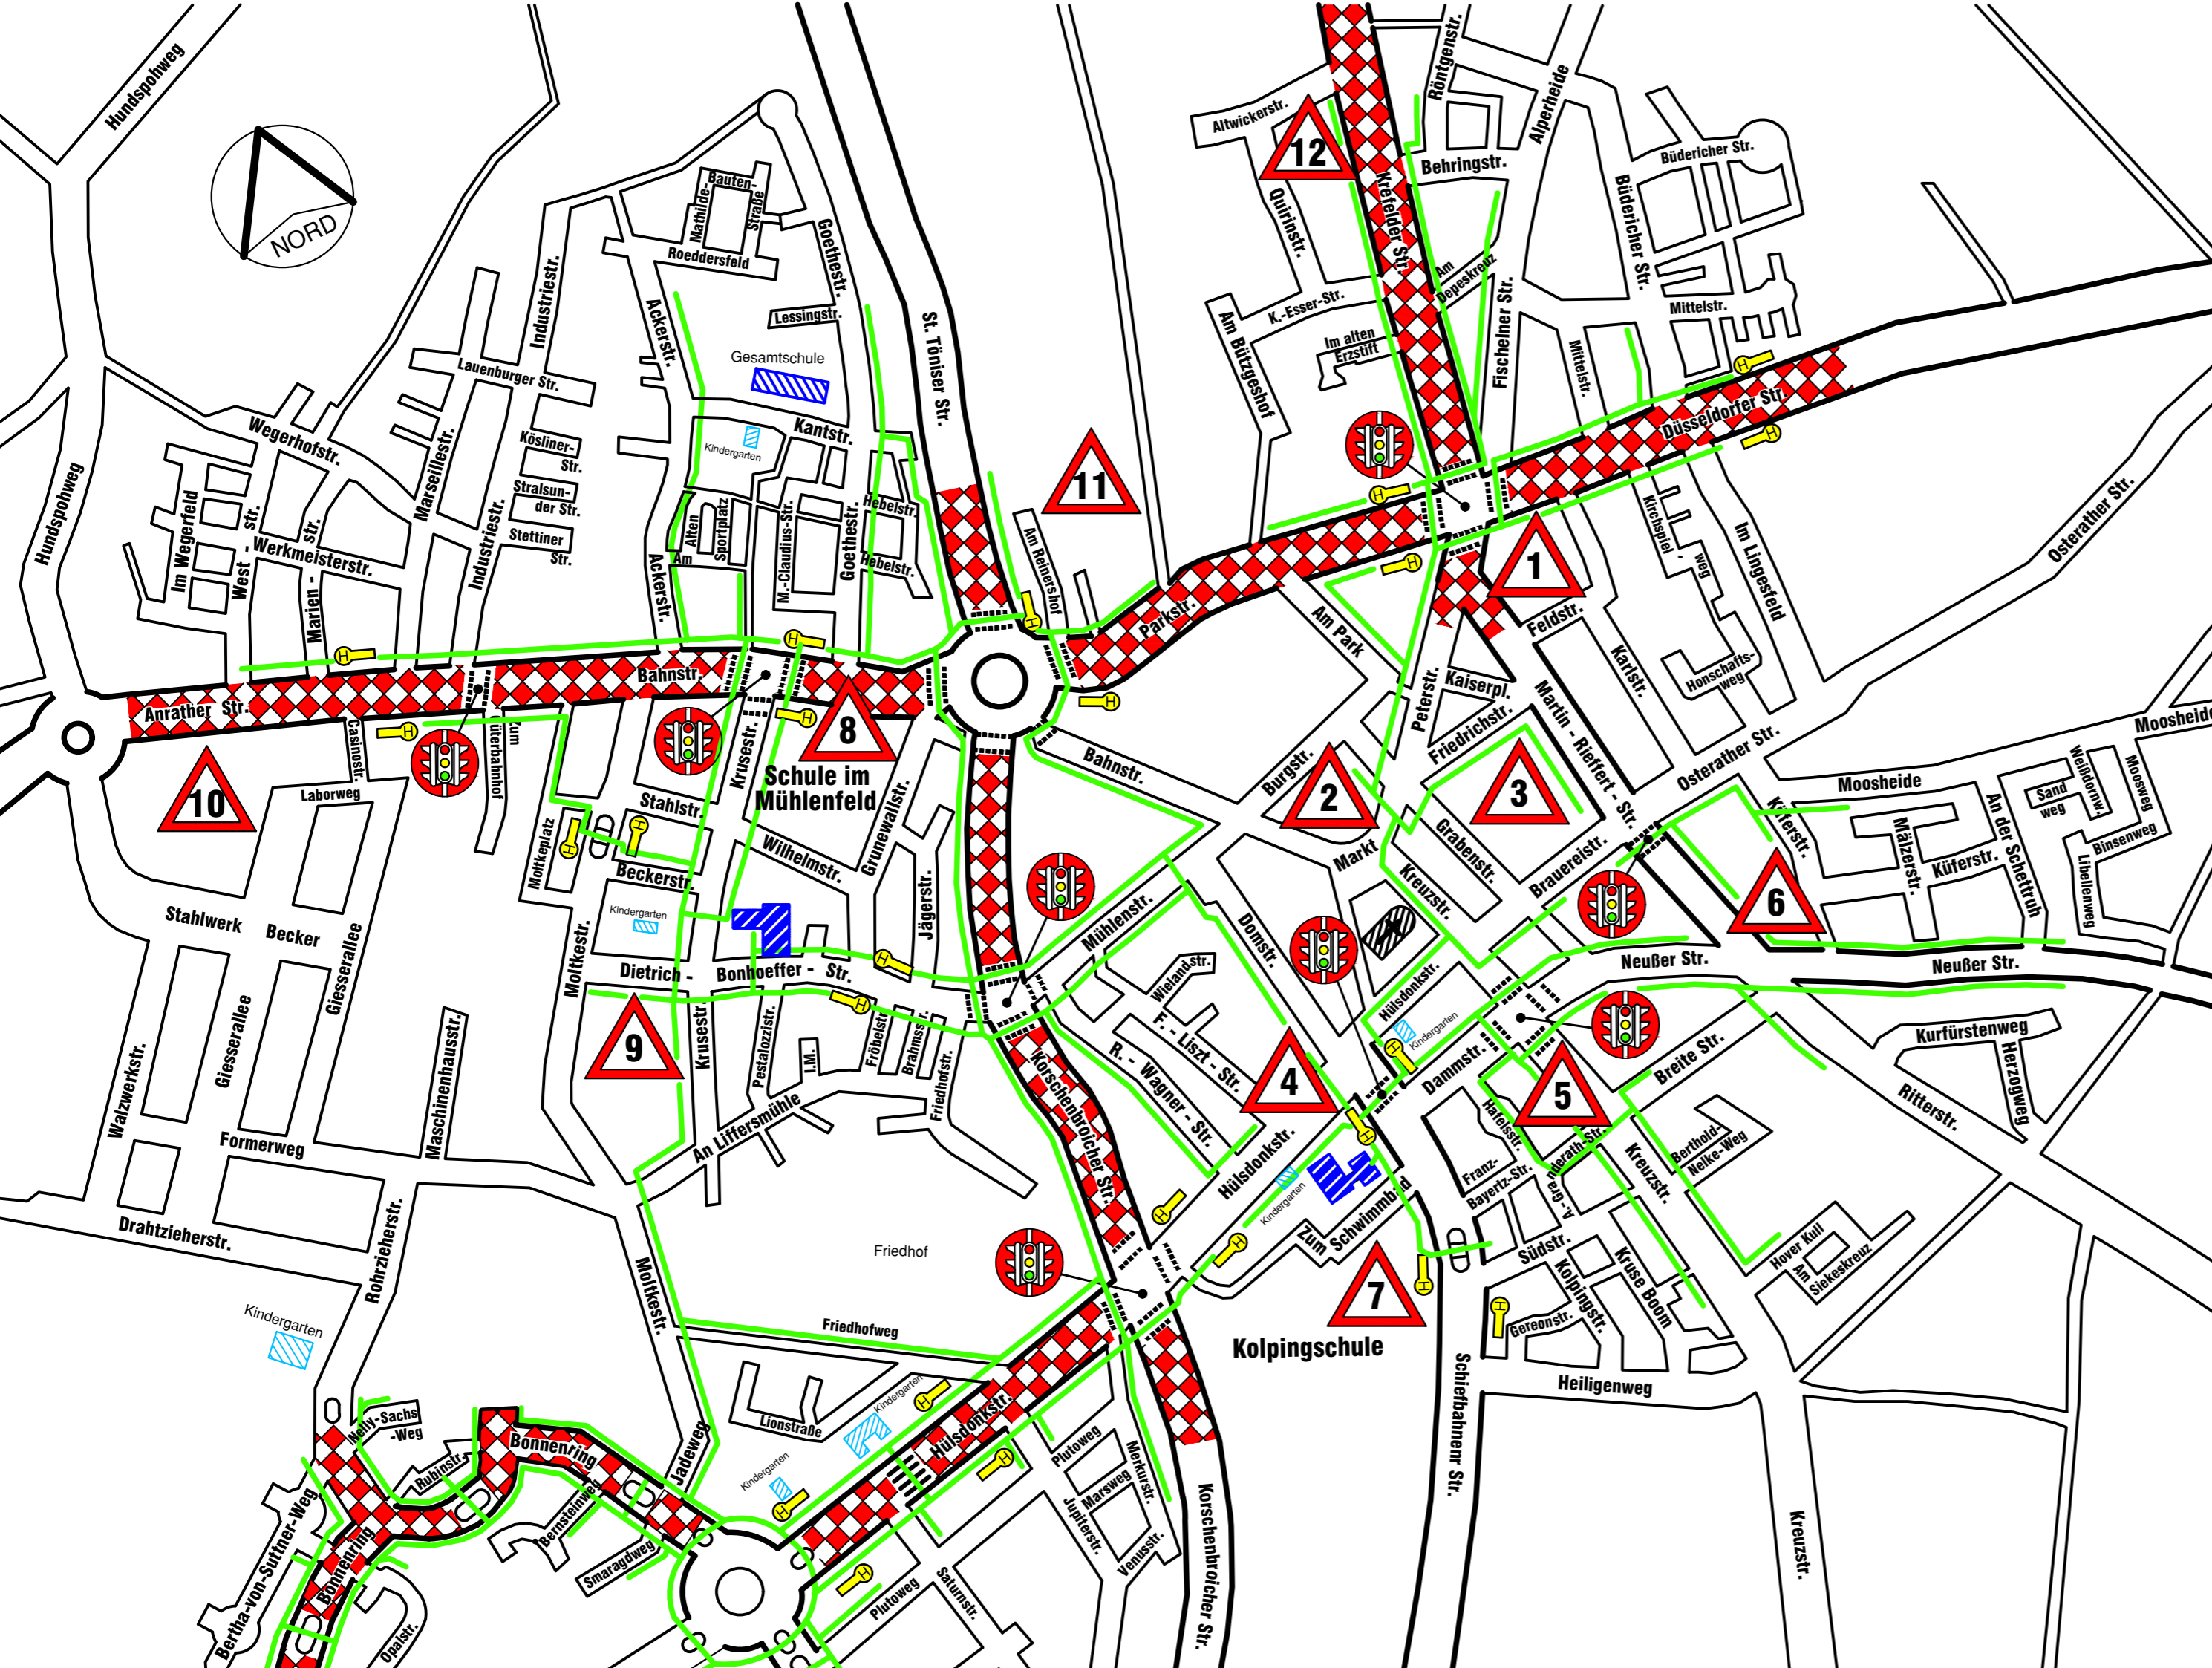 Hundspohweg
NORD
Hundspohweg
Wegerhofstr.
Im Wegerfeld
West -
str.
Werkmeisterstr.
Marien -
str.
Marseillestr.
Lauenburger Str.
Industriestr.
Industriestr.
Kösliner-
Str.
Stralsun-
der Str.
Stettiner
Str.
Mathilde-
Bauten-
Straße
Roeddersfeld
Goethestr.
Lessingstr.
Ackerstr.
Gesamtschule
Kantstr.
Kindergarten
Ackerstr.
Am
Alten
Sportplatz
M.-Claudius-Str.
Goethestr.
Hebelstr.
Hebelstr.
St. Töniser Str.
11
Am Reinershof
Altwickerstr.
12
Quirinstr.
Krefelder Str.
Röntgenstr.
Alperheide
Behringstr.
Am
Depeskreuz
K.-Esser-Str.
Im alten
Erzstift
Am Bützgeshof
Fischelner Str.
Büdericher Str.
Büdericher Str.
Mittelstr.
Mittelstr.
Düsseldorfer Str.
H
H
H
H
H
H
H
H
H
Parkstr.
1
Kirchspiel
weg
Im Lingesfeld
Osterather Str.
Feldstr.
Karlstr.
Honschafts-
weg
Am Park
Peterstr.
Kaiserpl.
Friedrichstr.
Martin - Rieffert - Str.
Osterather Str.
Moosheide
Moosheide
Anrather Str.
Bahnstr.
Casinostr.
Zum
Güterbahnhof
10
Laborweg
8
Schule im
Mühlenfeld
Krusestr.
Stahlstr.
Moltkeplatz
H
H
Beckerstr.
Wilhelmstr.
Grunewallstr.
Jägerstr.
Bahnstr.
Burgstr.
2
3
Markt
Grabenstr.
Kreuzstr.
Brauereistr.
6
Küferstr.
Mälzerstr.
Küferstr.
An der Schettruh
Sand
weg
Weißdornw.
Moosweg
Binsenweg
Libellenweg
Stahlwerk
Becker
Giesserallee
Giesserallee
Walzwerkstr.
Maschinenhausstr.
Formerweg
Drahtzieherstr.
Rohrzieherstr.
Moltkestr.
Kindergarten
Dietrich -
Bonhoeffer - Str.
H
H
9
Krusestr.
Pestalozzistr.
I.M.
Fröbelstr.
Brahmsstr.
Friedhofstr.
An Liffersmühle
Mühlenstr.
Domstr.
Wielandstr.
F. - Liszt - Str.
R. - Wagner - Str.
4
Hülsdonkstr.
Kindergarten
H
Dammstr.
Neußer Str.
Neußer Str.
5
Breite Str.
Kurfürstenweg
Herzogweg
Ritterstr.
Hafelsstr.
Franz-
Bayertz-Str.
Kreuzstr.
Berthold-
Nelke-Weg
Südstr.
Kolpingstr.
Kruse Boom
Gereonstr.
Hover Kull
Am
Siekeskreuz
Heiligenweg
Schiefbahnener Str.
Kreuzstr.
Hülsdonkstr.
Kindergarten
Zum
Schwimmbad
H
H
H
H
H
7
Kolpingschule
Korschenbroicher Str.
Friedhof
Friedhofweg
Moltkestr.
Kindergarten
Lionstraße
Kindergarten
Kindergarten
H
H
H
H
Hülsdonkstr.
Jadeweg
Nelly-Sachs
-Weg
Rubinstr.
Bonnenring
Bernsteinweg
Smaragdweg
Bertha-von-Suttner-Weg
Bonnenring
Opalstr.
Plutoweg
Marsweg
Jupiterstr.
Merkurstr.
Venusstr.
Plutoweg
Saturnstr.
Korschenbroicher Str.